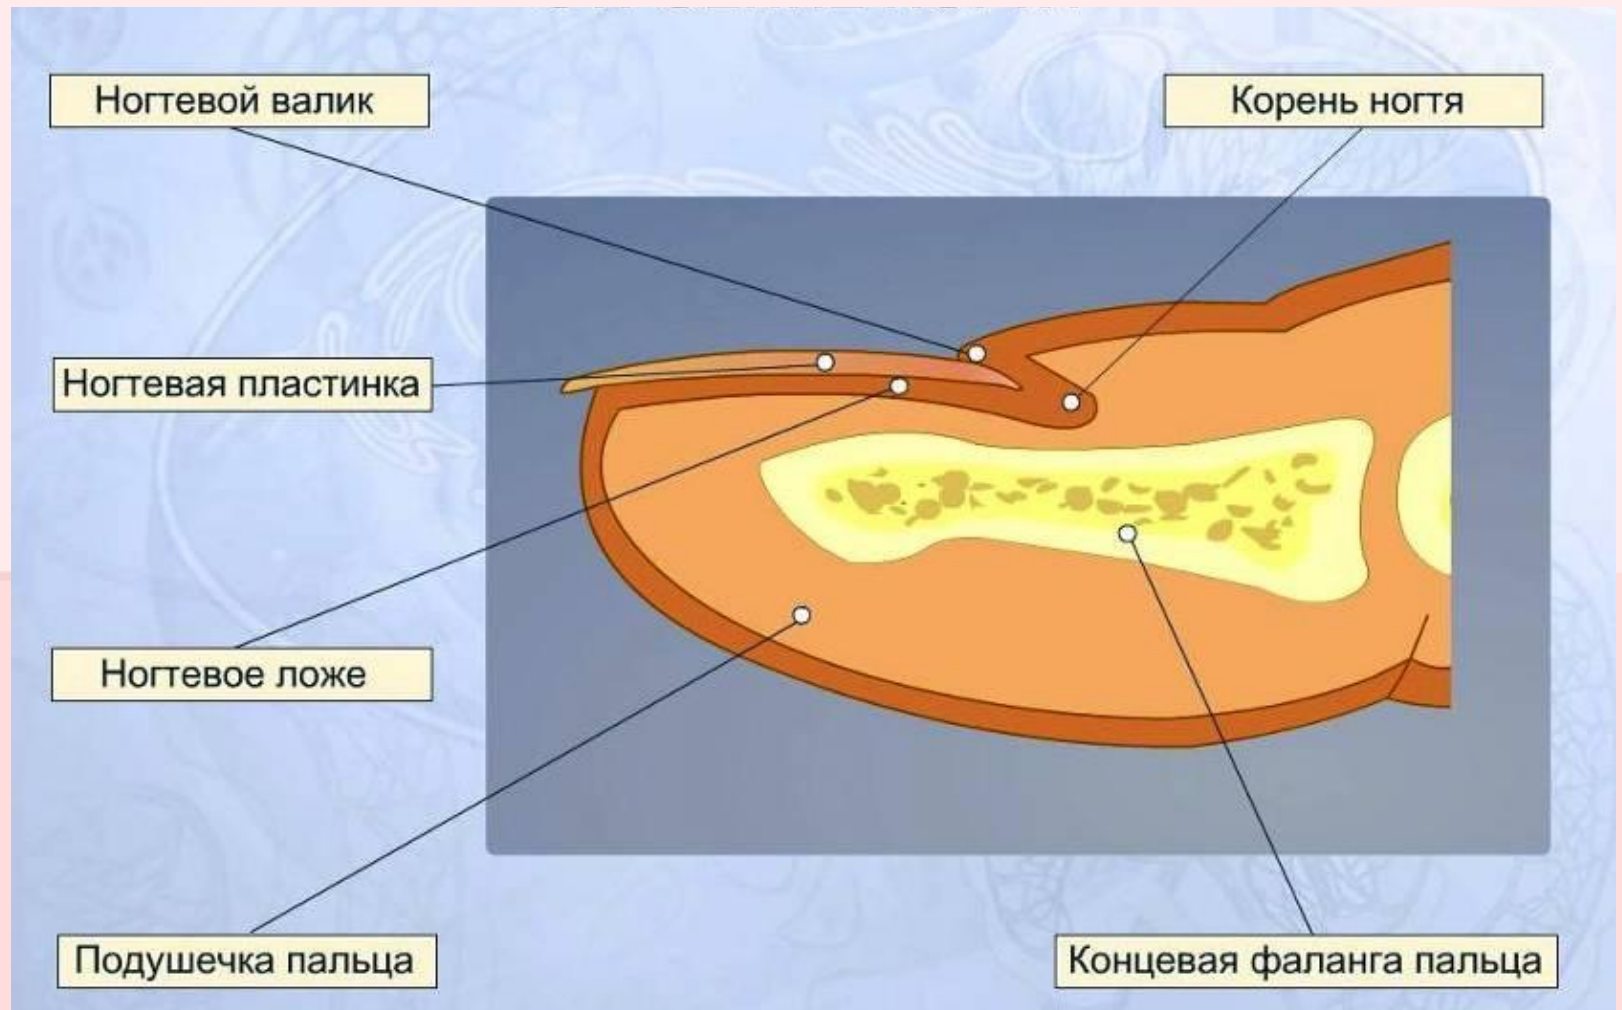 Ногтевой валик
Корень ногтя
Ногтевая пластинка
Ногтевое ложе
Подушечка пальца
Концевая фаланга пальца